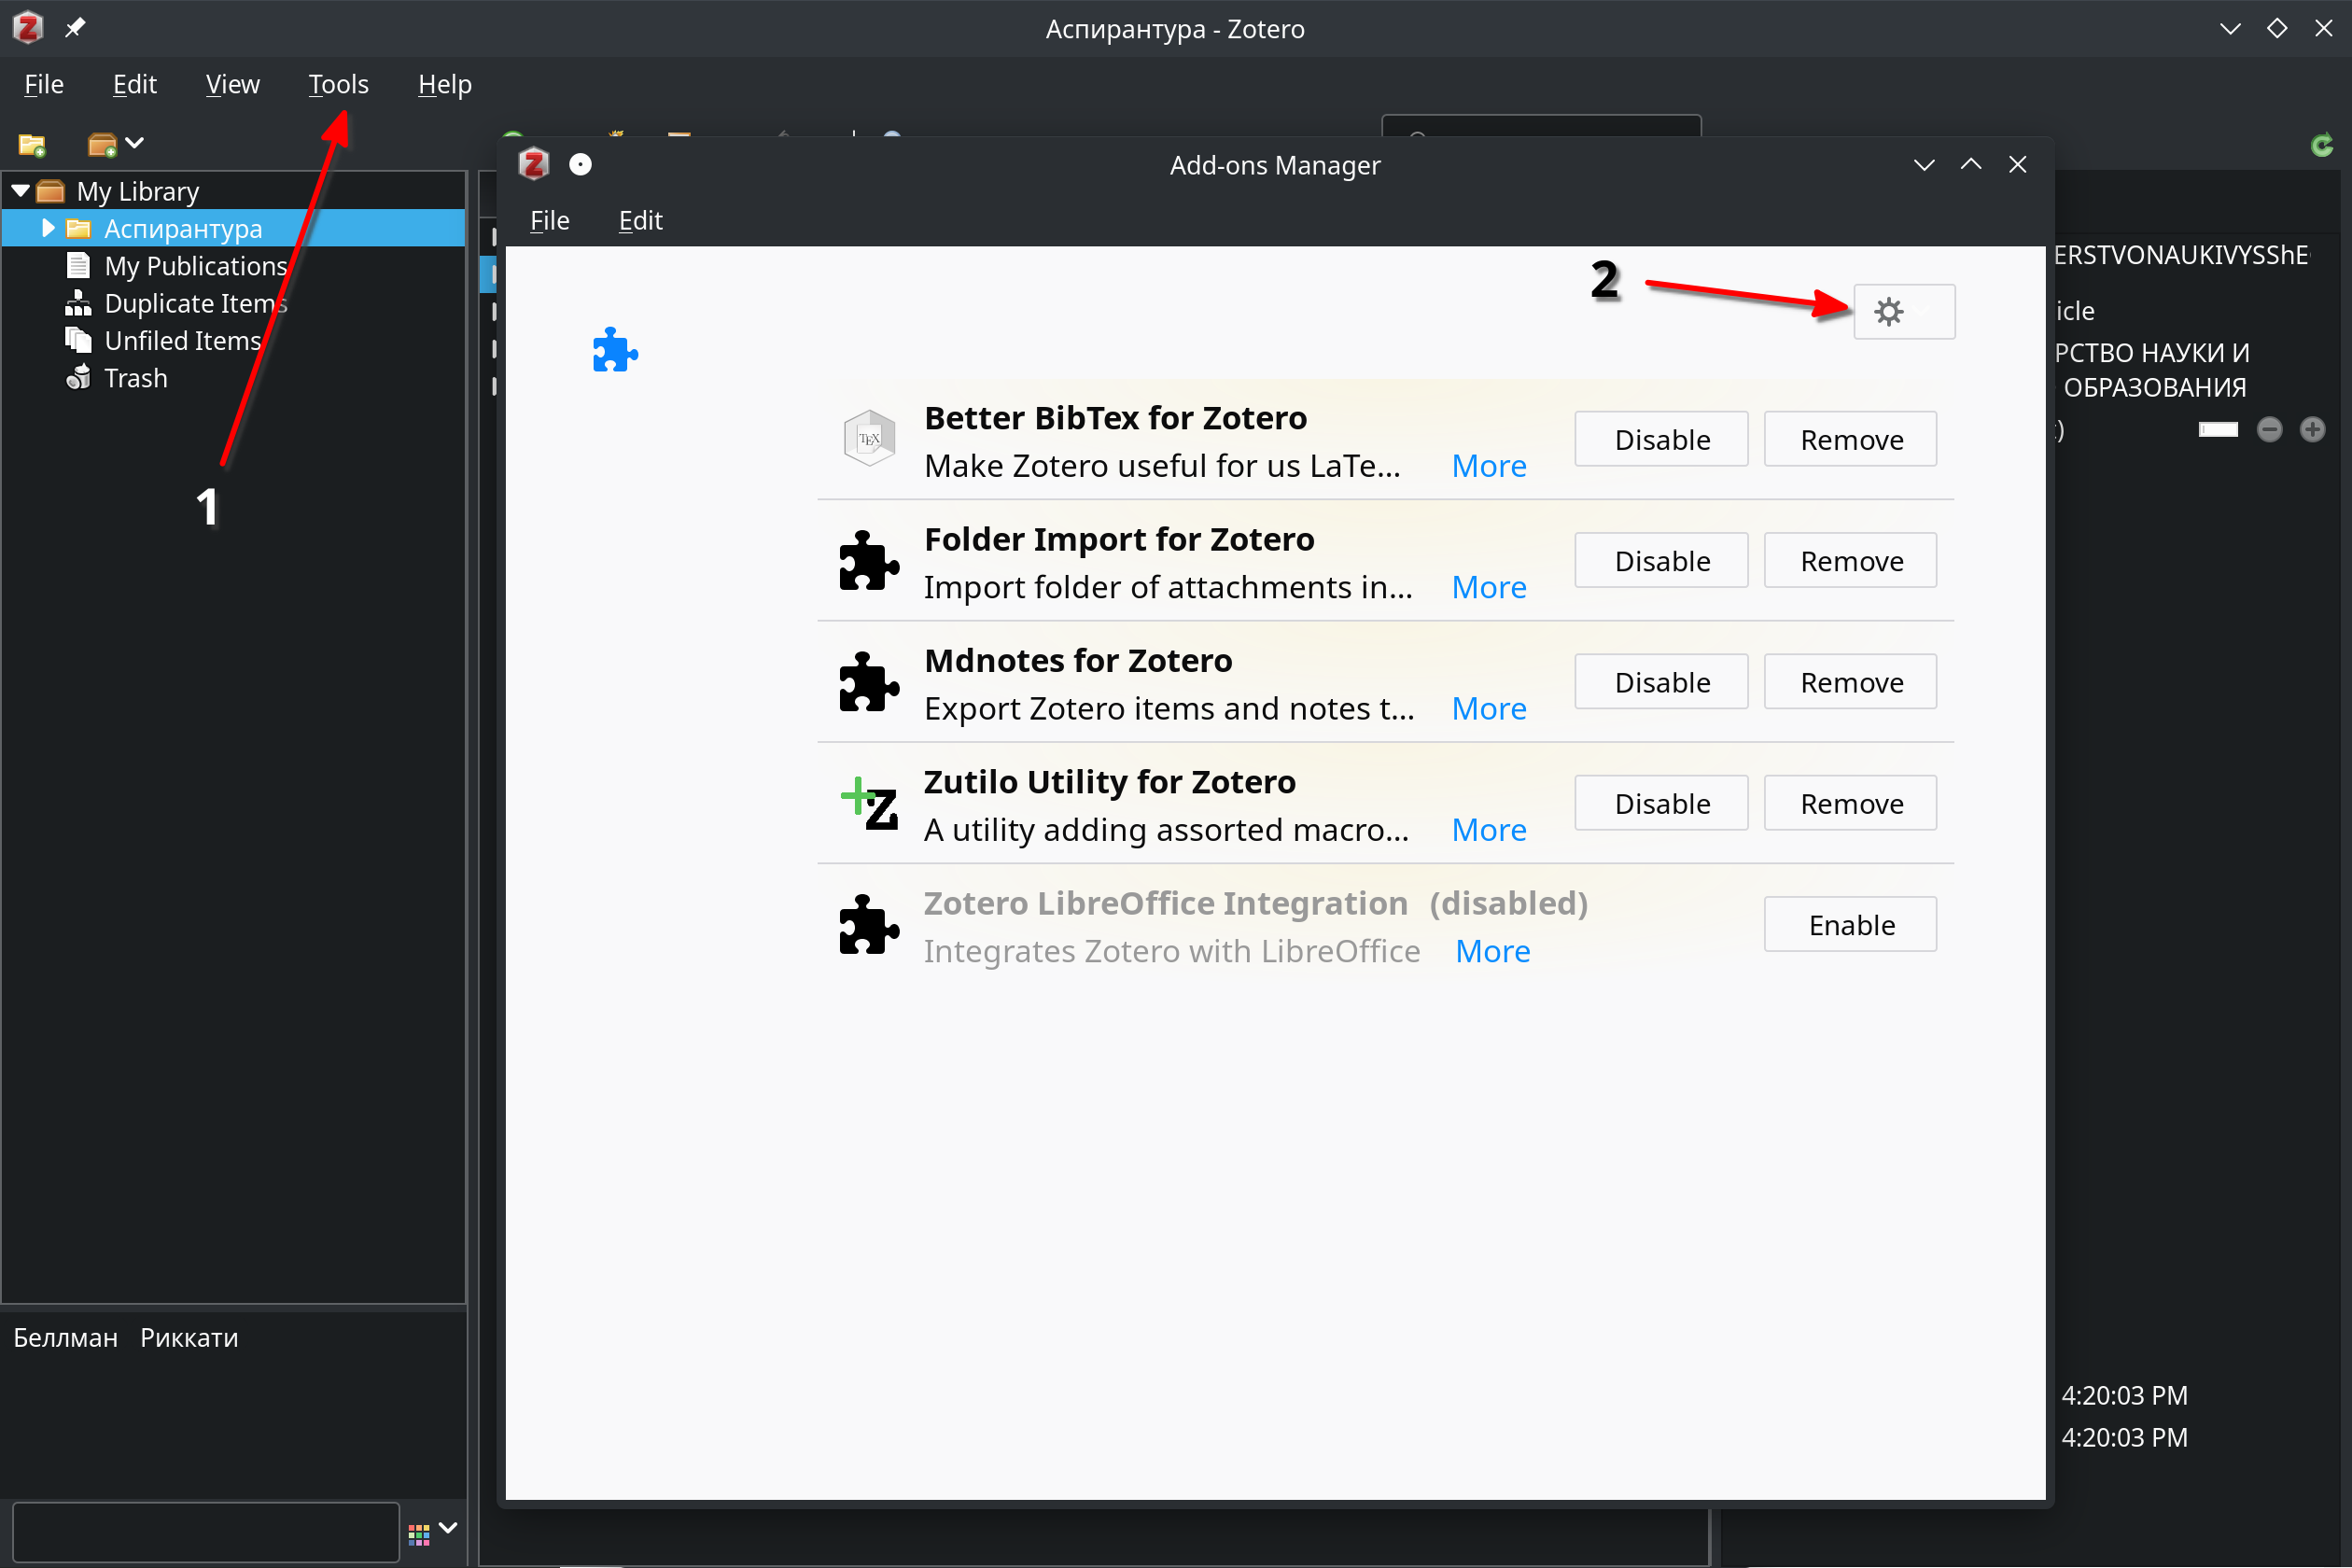 Аспирантура - Zotero
File Edit View Tools Help
My Library
Аспирантура
My Publications
Duplicate Items
Unfiled Items
Trash
1
Беллман Риккати
Add-ons Manager
File Edit
2
Better BibTex for Zotero
Make Zotero useful for us LaTe... More
Disable Remove
Folder Import for Zotero
Import folder of attachments in... More
Disable Remove
Mdnotes for Zotero
Export Zotero items and notes t... More
Disable Remove
Zutilo Utility for Zotero
A utility adding assorted macro... More
Disable Remove
Zotero LibreOffice Integration (disabled)
Integrates Zotero with LibreOffice More
Enable
ERSTVONAUKIVYSShE
icle
РСТВО НАУКИ И
ОБРАЗОВАНИЯ
4:20:03 PM
4:20:03 PM